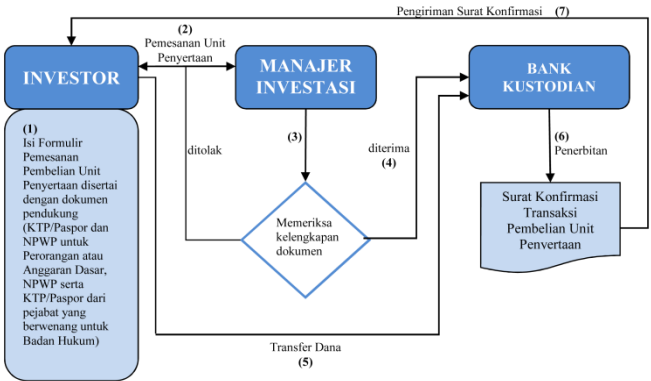 Pengiriman Surat Konfirmasi (7)
(2)
Pemesanan Unit
Penyertaan
INVESTOR
MANAJER
INVESTASI
BANK
KUSTODIAN
(1)
Isi Formulir
Pemesanan
Pembelian Unit
Penyertaan disertai
dengan dokumen
pendukung
(KTP/Paspor dan
NPWP untuk
Perorangan atau
Anggaran Dasar,
NPWP serta
KTP/Paspor dari
pejabat yang
berwenang untuk
Badan Hukum)
ditolak
(3)
diterima
(4)
(6)
Penerbitan
Memeriksa
kelengkapan
dokumen
Surat Konfirmasi
Transaksi
Pembelian Unit
Penvertaan
Transfer Dana
(5)